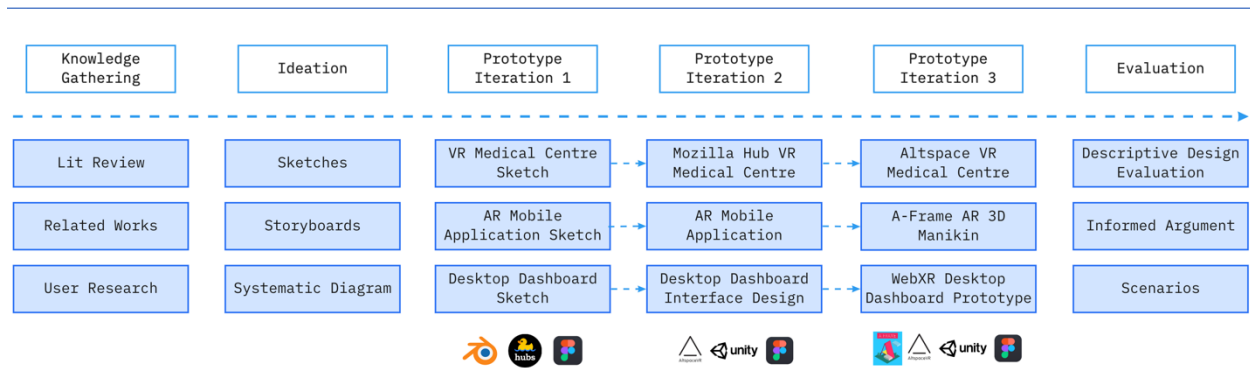 Knowledge
Gathering
Ideation
Prototype
Iteration 1
Prototype
Iteration 2
Prototype
Iteration 3
Evaluation
Lit Review
Sketches
VR Medical Centre
Sketch
Mozilla Hub VR
Medical Centre
Altspace VR
Medical Centre
Descriptive Design
Evaluation
Related Works
Storyboards
AR Mobile
Application Sketch
AR Mobile
Application
A-Frame AR 3D
Manikin
Informed Argument
User Research
Systematic Diagram
Desktop Dashboard
Sketch
Desktop Dashboard
Interface Design
WebXR Desktop
Dashboard Prototype
Scenarios
hubs
AltspaceVR
unity
AltspaceVR
unity